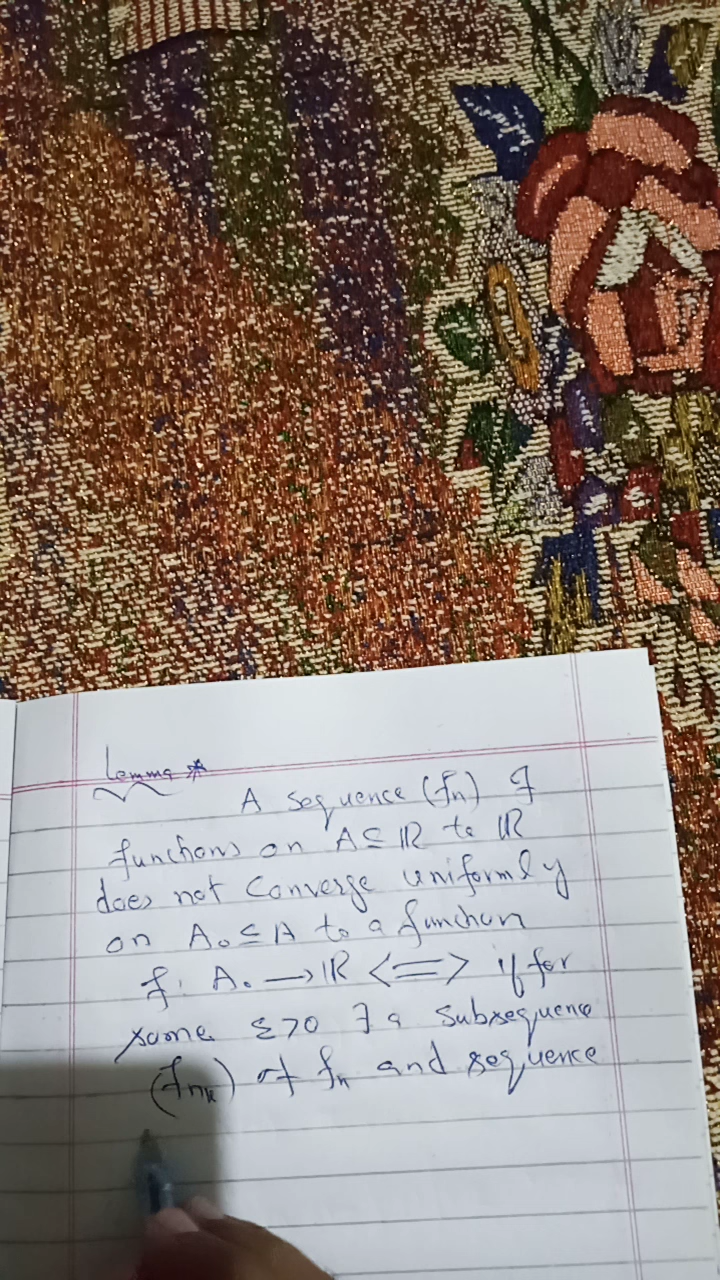 Lemma *
A sequence (fn) of
functions on A ⊆ ℝ to ℝ
does not converge uniformly
on A₀ ⊆ A to a function
f: A₀ → ℝ <=> if for
some ε>0 ∃ a subsequence
(fnₖ) of fn and sequence